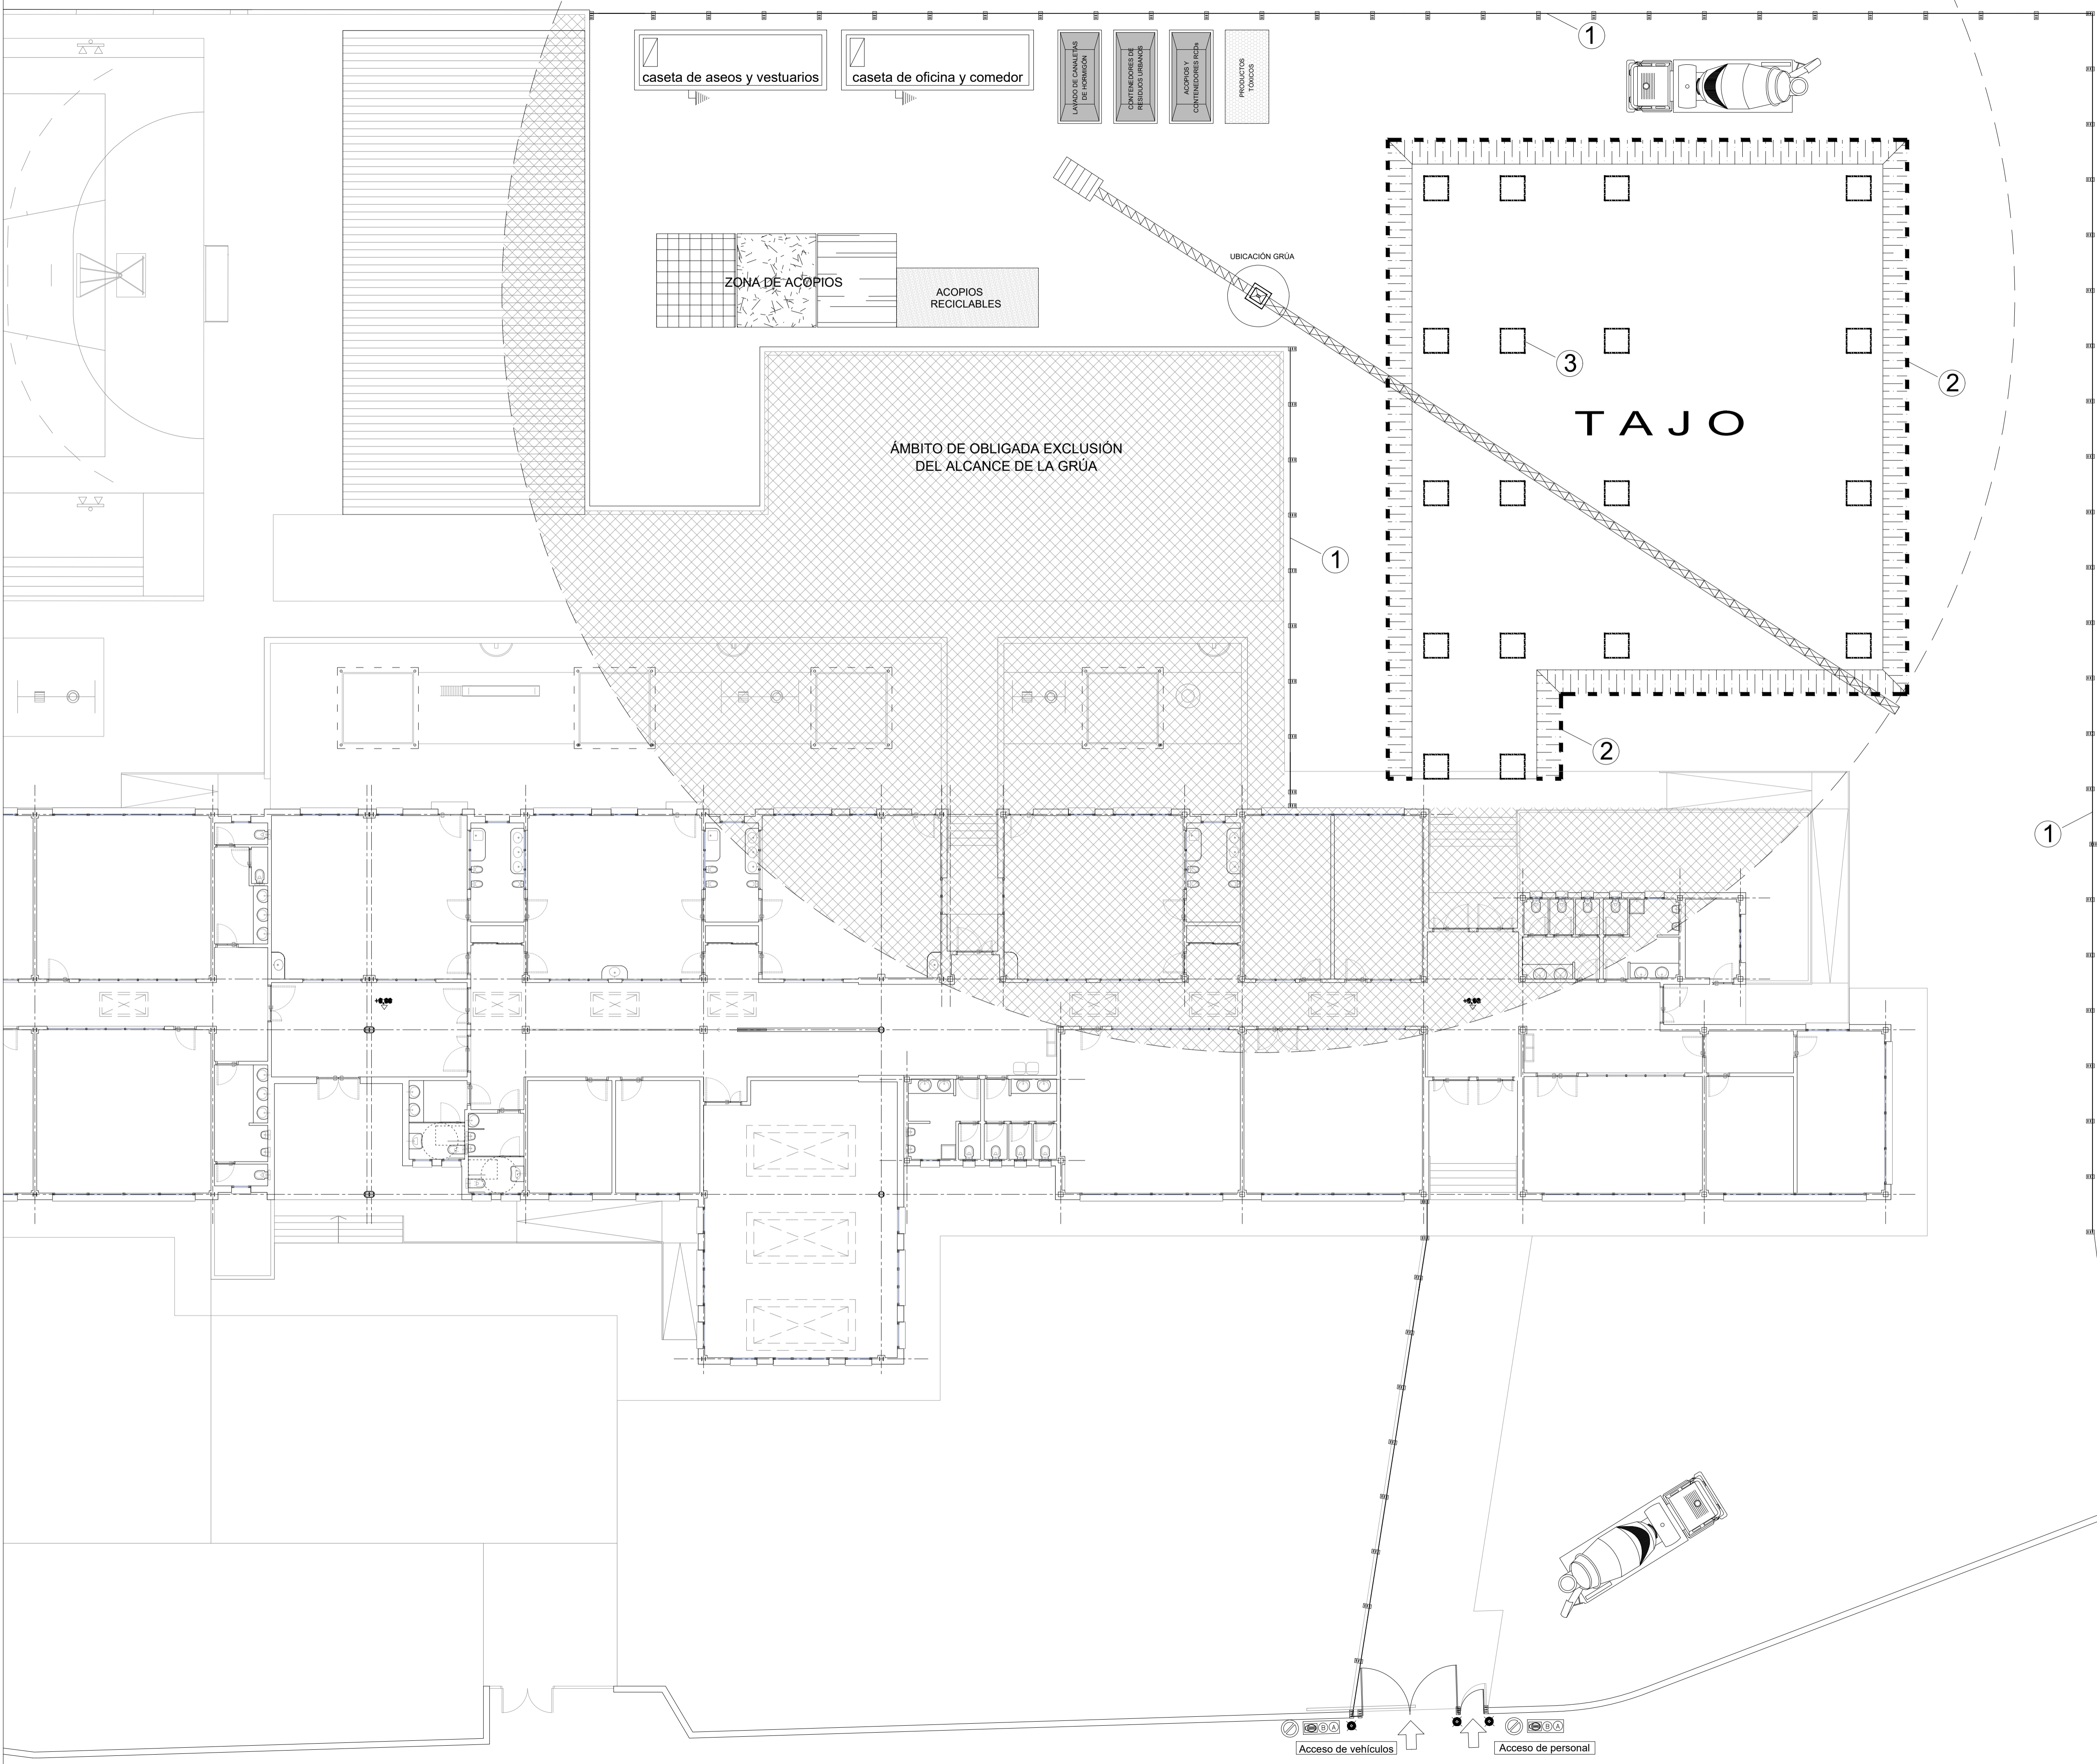 1
caseta de aseos y vestuarios
caseta de oficina y comedor
LAVADO DE CANALETAS
DE HORMIGÓN
CONTENEDORES DE
RESIDUOS URBANOS
ACOPIOS Y
CONTENEDORES RCDs
PRODUCTOS
TÓXICOS
UBICACIÓN GRÚA
ZONA DE ACOPIOS
ACOPIOS
RECICLABLES
3
2
TAJO
ÁMBITO DE OBLIGADA EXCLUSIÓN
DEL ALCANCE DE LA GRÚA
1
2
1
B A
B A
Acceso de vehículos
Acceso de personal